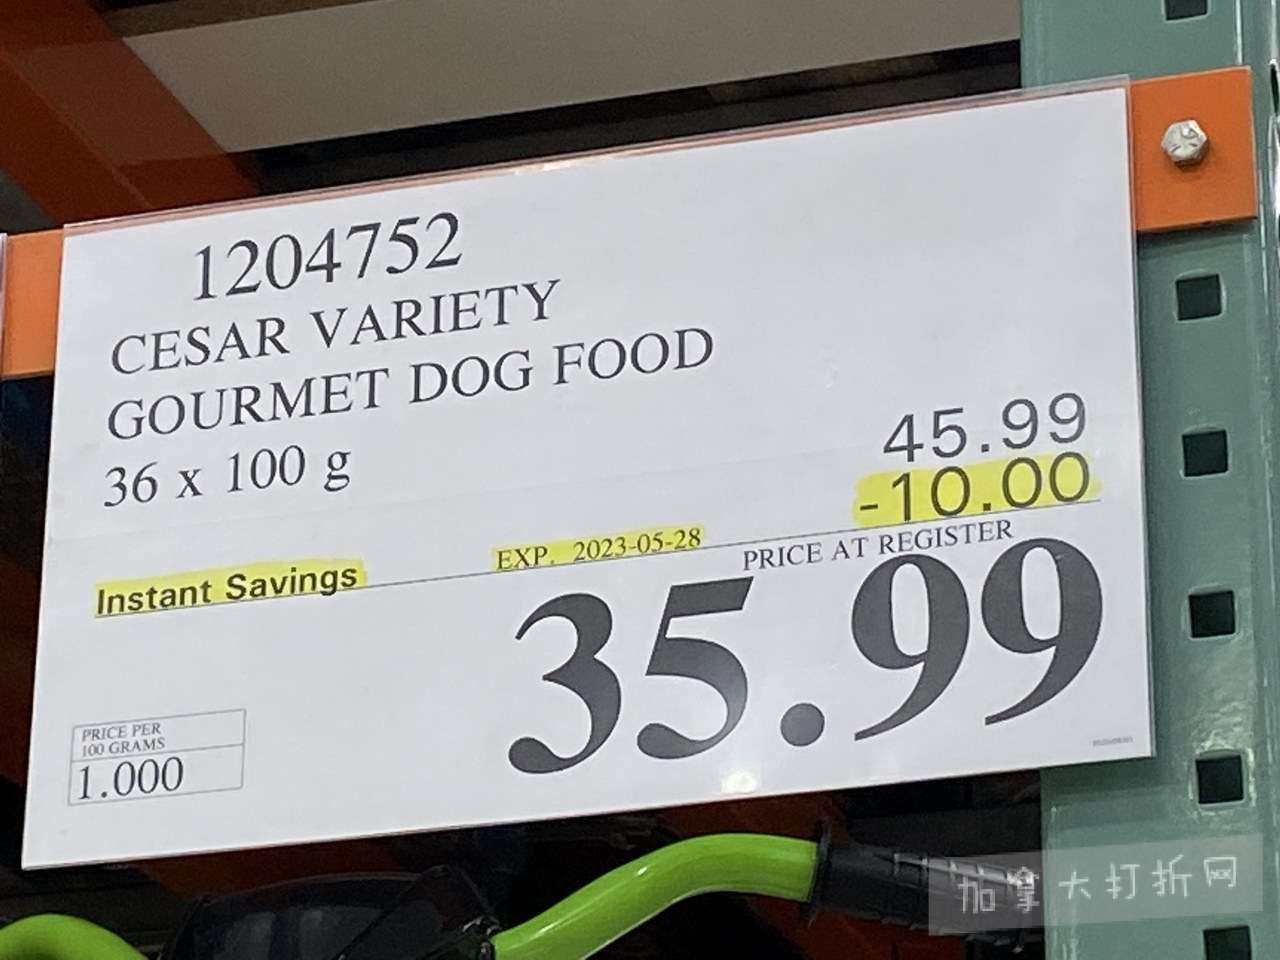 1204752
CESAR VARIETY
GOURMET DOG FOOD
36 x 100 g
45.99
-10.00
Instant Savings
EXP. 2023-05-28
PRICE AT REGISTER
35.99
PRICE PER
100 GRAMS
1.000
加拿大打折网